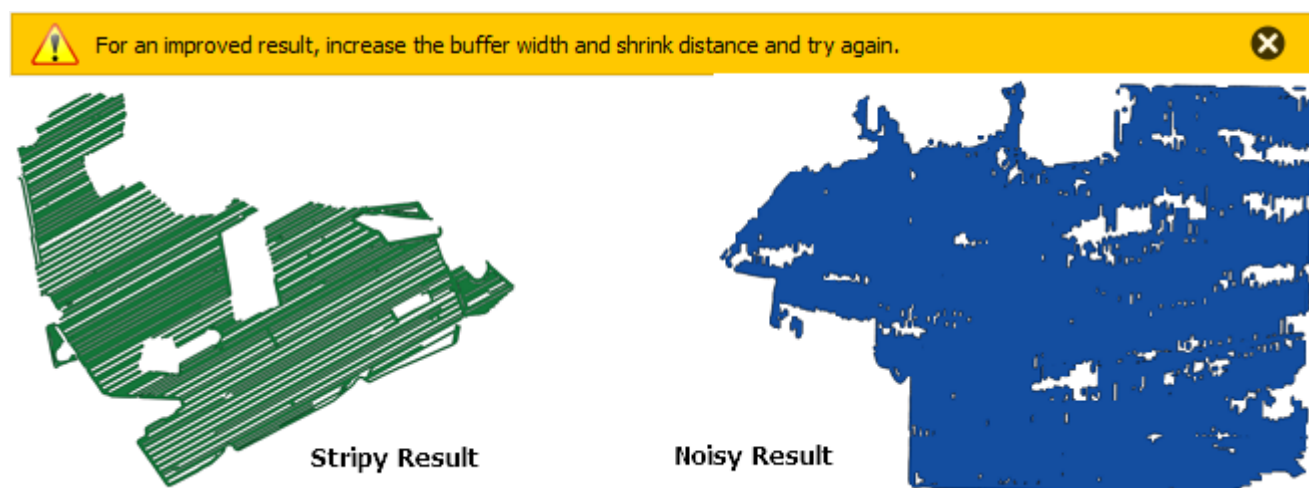 For an improved result, increase the buffer width and shrink distance and try again.
Stripy Result
Noisy Result